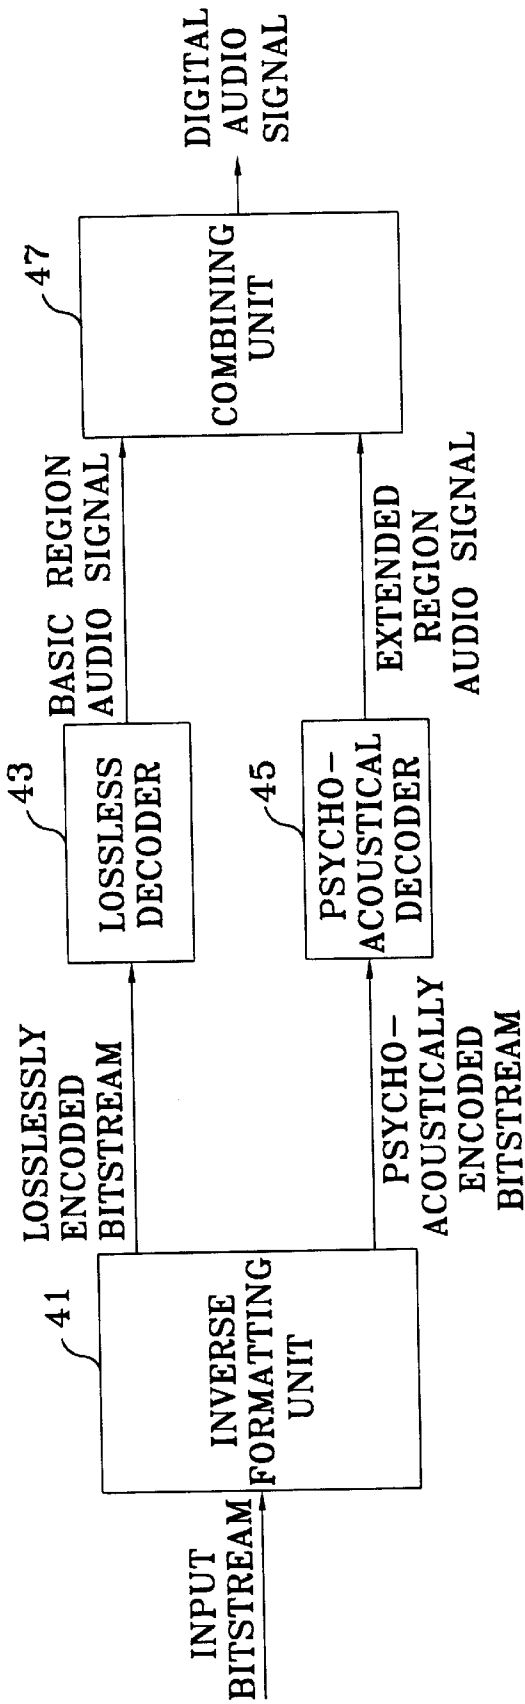 INPUT
BITSTREAM
41
INVERSE
FORMATTING
UNIT
LOSSLESSLY
ENCODED
BITSTREAM
PSYCHO-
ACOUSTICALLY
ENCODED
BITSTREAM
43
LOSSLESS
DECODER
45
PSYCHO-
ACOUSTICAL
DECODER
BASIC REGION
AUDIO SIGNAL
EXTENDED
REGION
AUDIO SIGNAL
47
COMBINING
UNIT
DIGITAL
AUDIO
SIGNAL